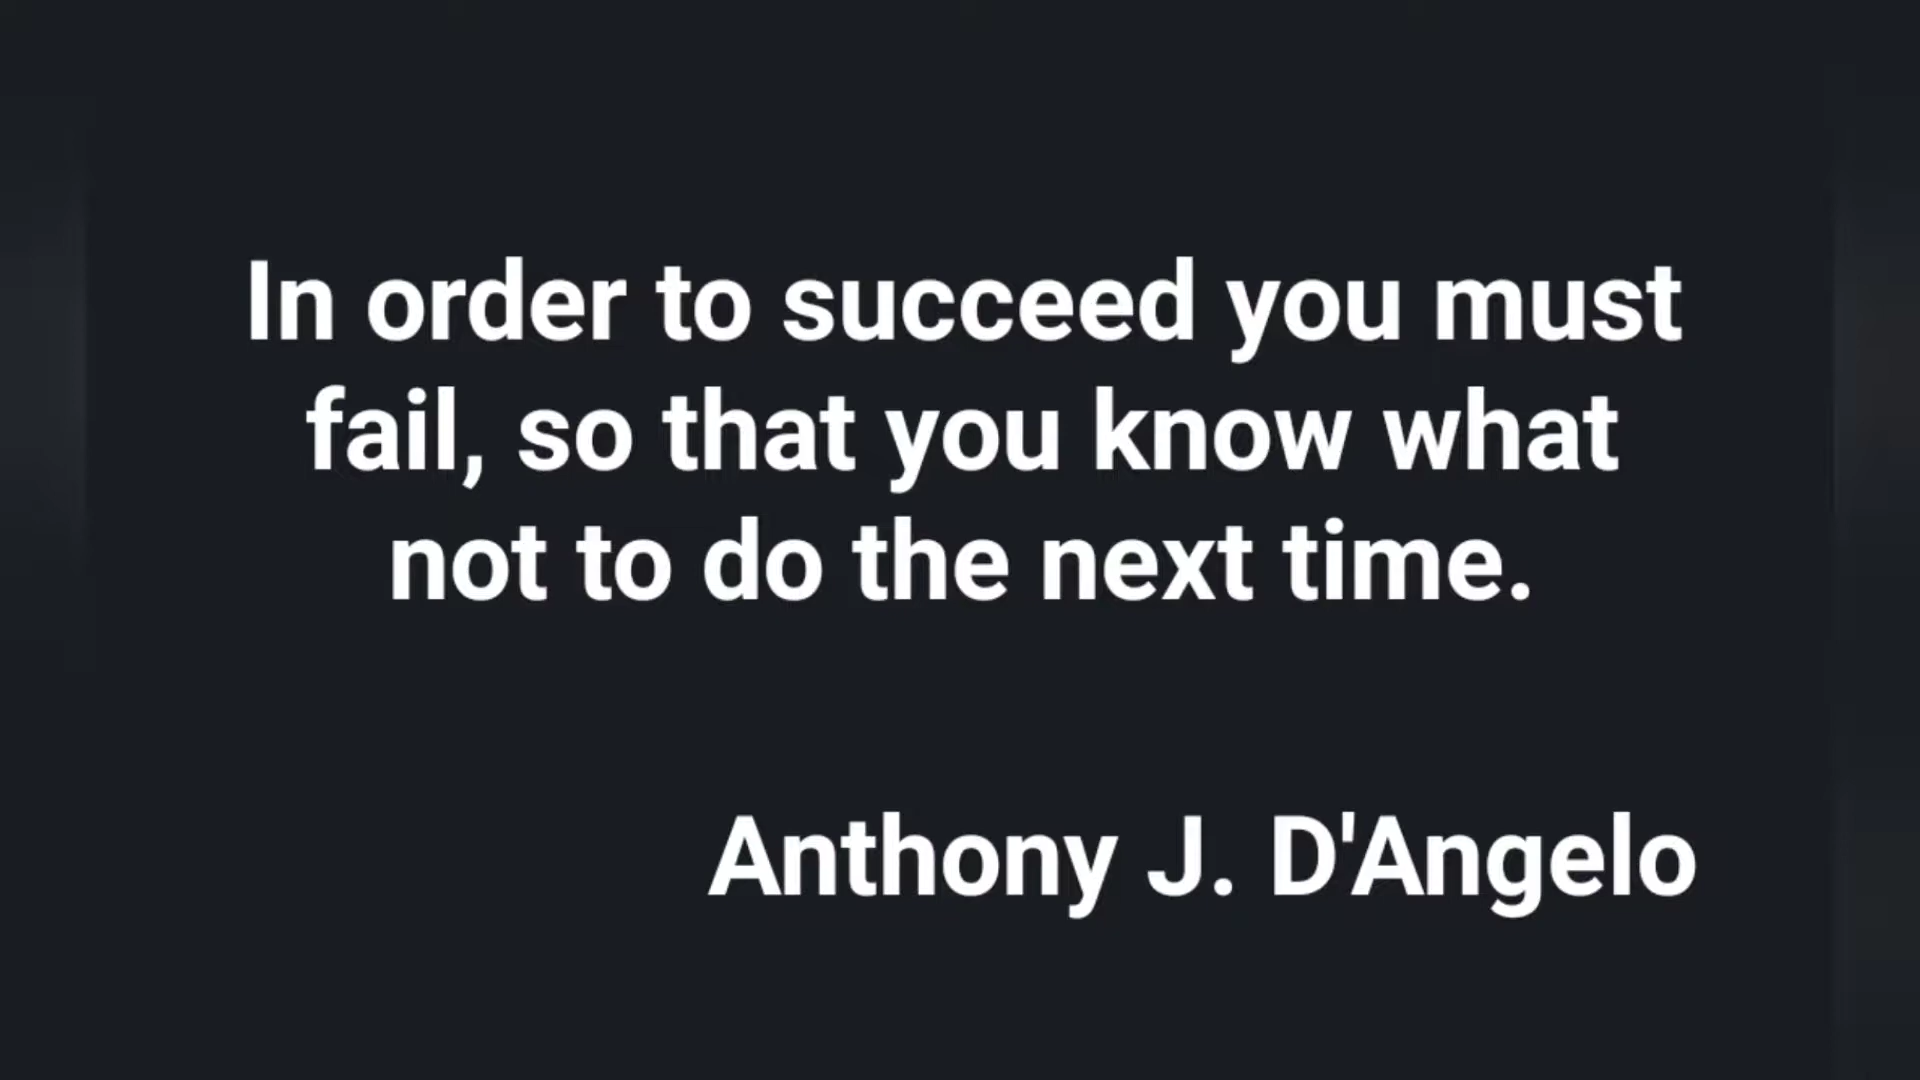 In order to succeed you must
fail, so that you know what
not to do the next time.
Anthony J. D'Angelo